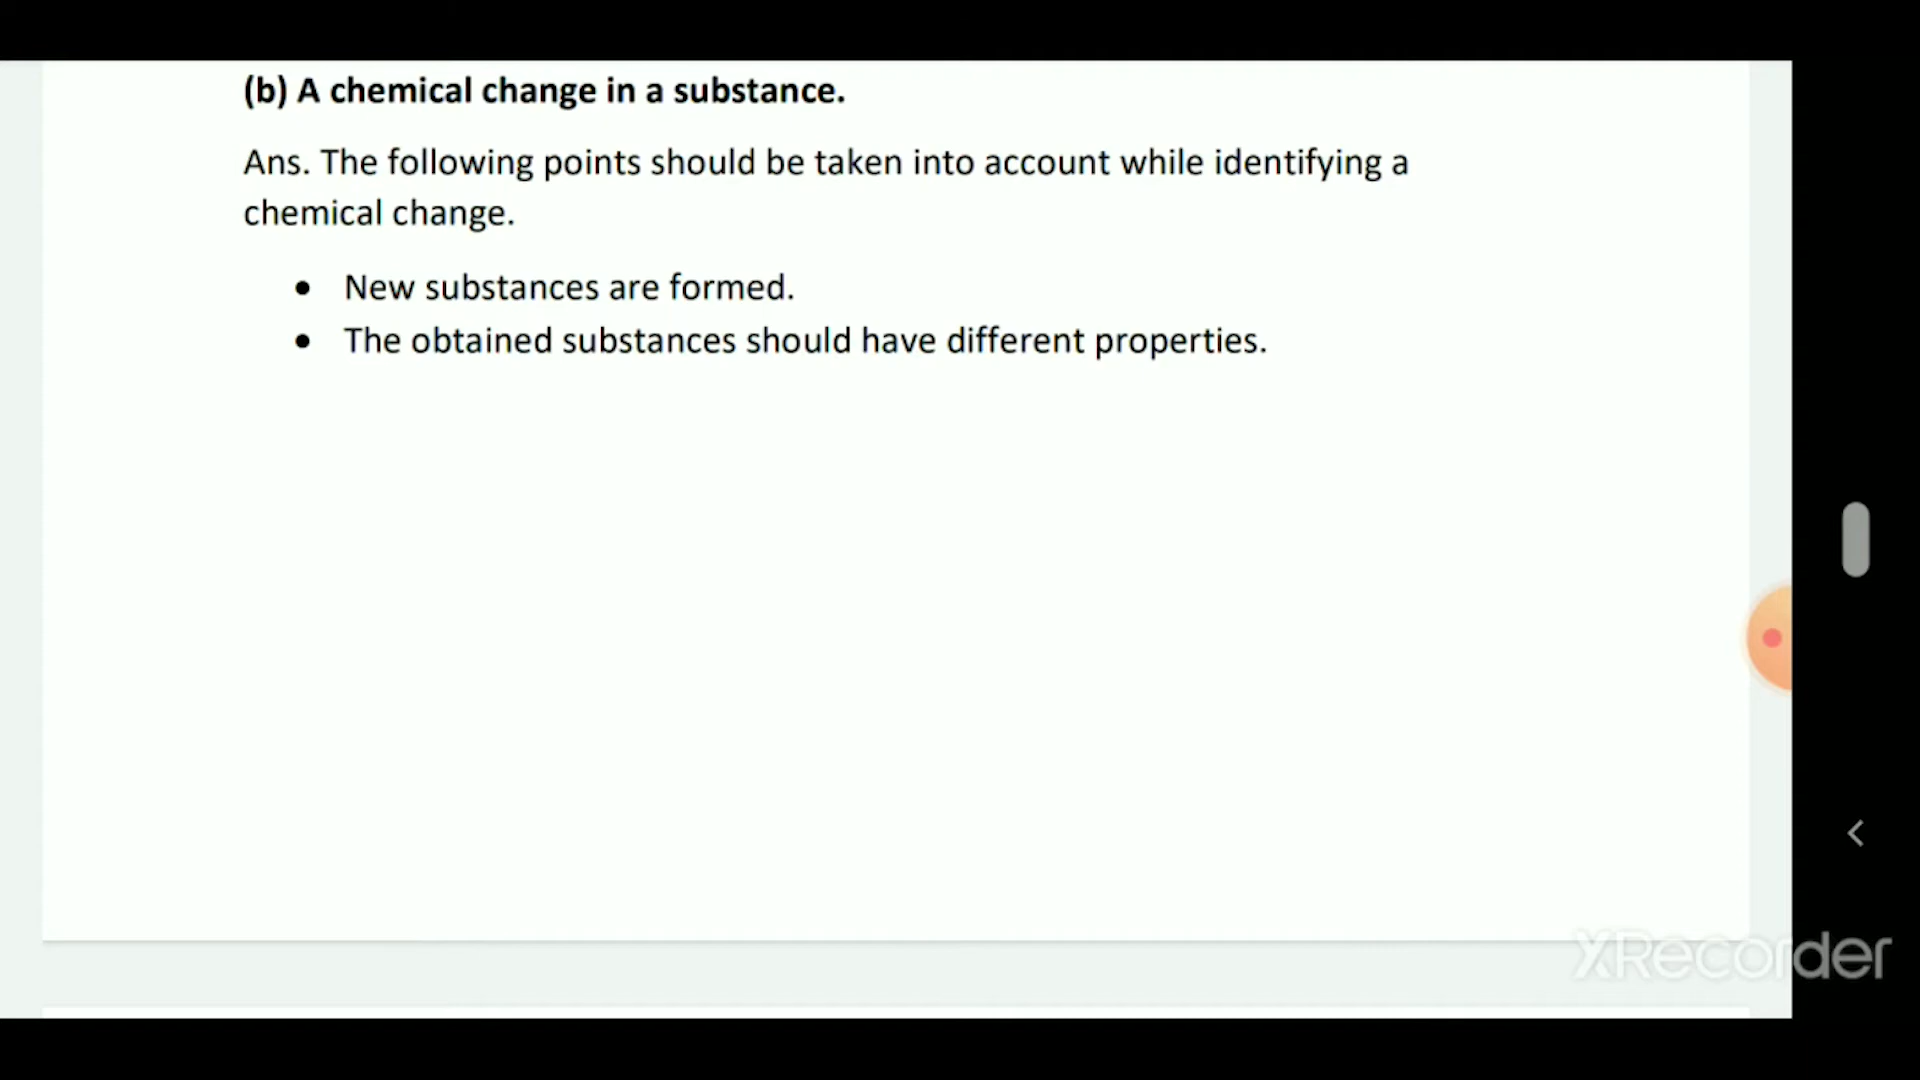 (b) A chemical change in a substance.
Ans. The following points should be taken into account while identifying a
chemical change.
• New substances are formed.
• The obtained substances should have different properties.
XRecorder